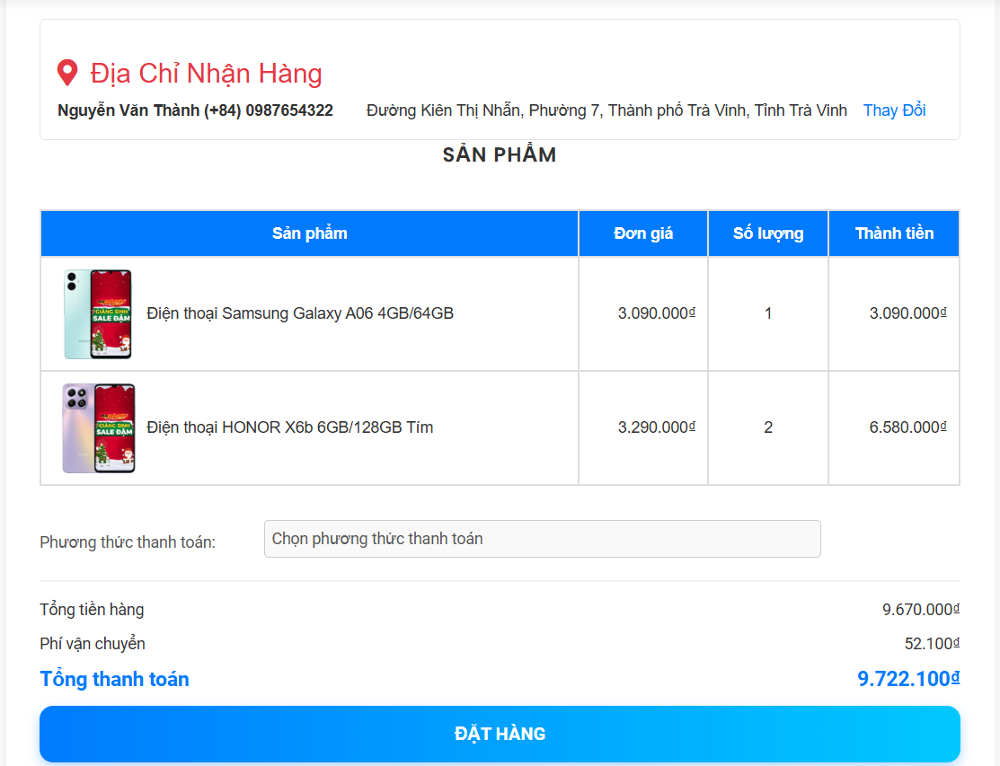 Địa Chỉ Nhận Hàng
Nguyễn Văn Thành (+84) 0987654322 Đường Kiên Thị Nhẫn, Phường 7, Thành phố Trà Vinh, Tỉnh Trà Vinh Thay Đổi
SẢN PHẨM
Sản phẩm Đơn giá Số lượng Thành tiền
GIÁNG SINH
SALE ĐẬM
Điện thoại Samsung Galaxy A06 4GB/64GB 3.090.000₫ 1 3.090.000₫
GIÁNG SINH
SALE ĐẬM
Điện thoại HONOR X6b 6GB/128GB Tím 3.290.000₫ 2 6.580.000₫
Phương thức thanh toán: Chọn phương thức thanh toán
Tổng tiền hàng 9.670.000₫
Phí vận chuyển 52.100₫
Tổng thanh toán 9.722.100₫
ĐẶT HÀNG